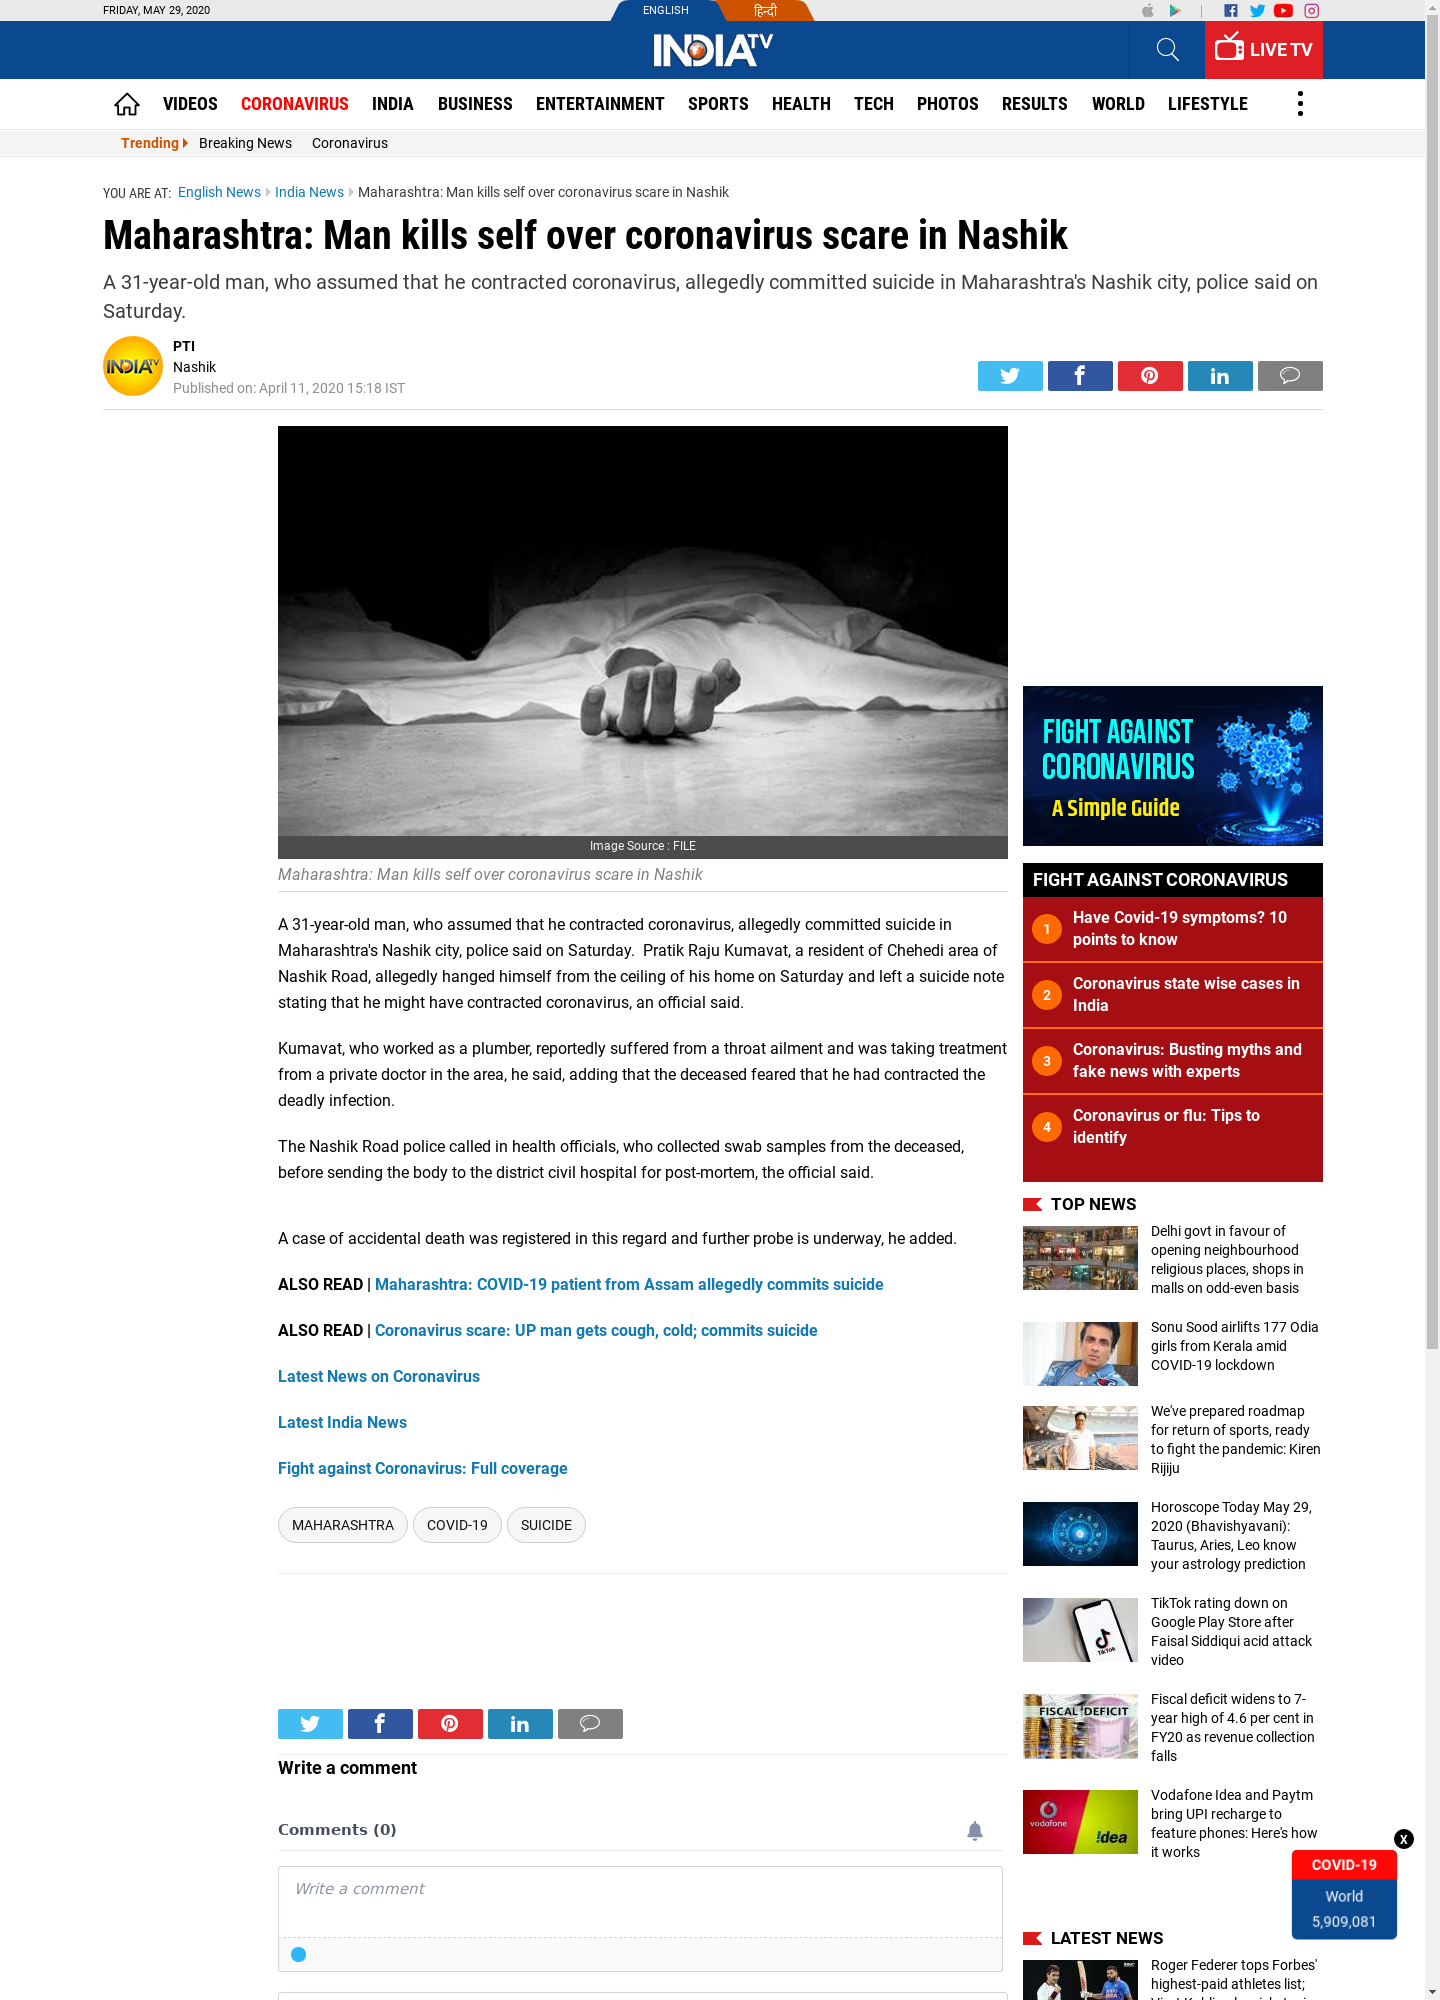 FRIDAY, MAY 29, 2020
ENGLISH
हिन्दी
INDIA TV
LIVE TV
VIDEOS CORONAVIRUS INDIA BUSINESS ENTERTAINMENT SPORTS HEALTH TECH PHOTOS RESULTS WORLD LIFESTYLE
Trending Breaking News Coronavirus
YOU ARE AT: English News India News Maharashtra: Man kills self over coronavirus scare in Nashik
Maharashtra: Man kills self over coronavirus scare in Nashik
A 31-year-old man, who assumed that he contracted coronavirus, allegedly committed suicide in Maharashtra's Nashik city, police said on
Saturday.
INDIA TV
PTI
Nashik
Published on: April 11, 2020 15:18 IST
Image Source : FILE
Maharashtra: Man kills self over coronavirus scare in Nashik
A 31-year-old man, who assumed that he contracted coronavirus, allegedly committed suicide in
Maharashtra's Nashik city, police said on Saturday.  Pratik Raju Kumavat, a resident of Chehedi area of
Nashik Road, allegedly hanged himself from the ceiling of his home on Saturday and left a suicide note
stating that he might have contracted coronavirus, an official said.
Kumavat, who worked as a plumber, reportedly suffered from a throat ailment and was taking treatment
from a private doctor in the area, he said, adding that the deceased feared that he had contracted the
deadly infection.
The Nashik Road police called in health officials, who collected swab samples from the deceased,
before sending the body to the district civil hospital for post-mortem, the official said.
A case of accidental death was registered in this regard and further probe is underway, he added.
ALSO READ | Maharashtra: COVID-19 patient from Assam allegedly commits suicide
ALSO READ | Coronavirus scare: UP man gets cough, cold; commits suicide
Latest News on Coronavirus
Latest India News
Fight against Coronavirus: Full coverage
MAHARASHTRA COVID-19 SUICIDE
Write a comment
Comments (0)
Write a comment
FIGHT AGAINST
CORONAVIRUS
A Simple Guide
FIGHT AGAINST CORONAVIRUS
1 Have Covid-19 symptoms? 10
points to know
2 Coronavirus state wise cases in
India
3 Coronavirus: Busting myths and
fake news with experts
4 Coronavirus or flu: Tips to
identify
TOP NEWS
Delhi govt in favour of
opening neighbourhood
religious places, shops in
malls on odd-even basis
Sonu Sood airlifts 177 Odia
girls from Kerala amid
COVID-19 lockdown
We've prepared roadmap
for return of sports, ready
to fight the pandemic: Kiren
Rijiju
Horoscope Today May 29,
2020 (Bhavishyavani):
Taurus, Aries, Leo know
your astrology prediction
TikTok
TikTok rating down on
Google Play Store after
Faisal Siddiqui acid attack
video
FISCAL DEFICIT
Fiscal deficit widens to 7-
year high of 4.6 per cent in
FY20 as revenue collection
falls
vodafone
!dea
Vodafone Idea and Paytm
bring UPI recharge to
feature phones: Here's how
it works
X
COVID-19
World
5,909,081
LATEST NEWS
Roger Federer tops Forbes'
highest-paid athletes list;